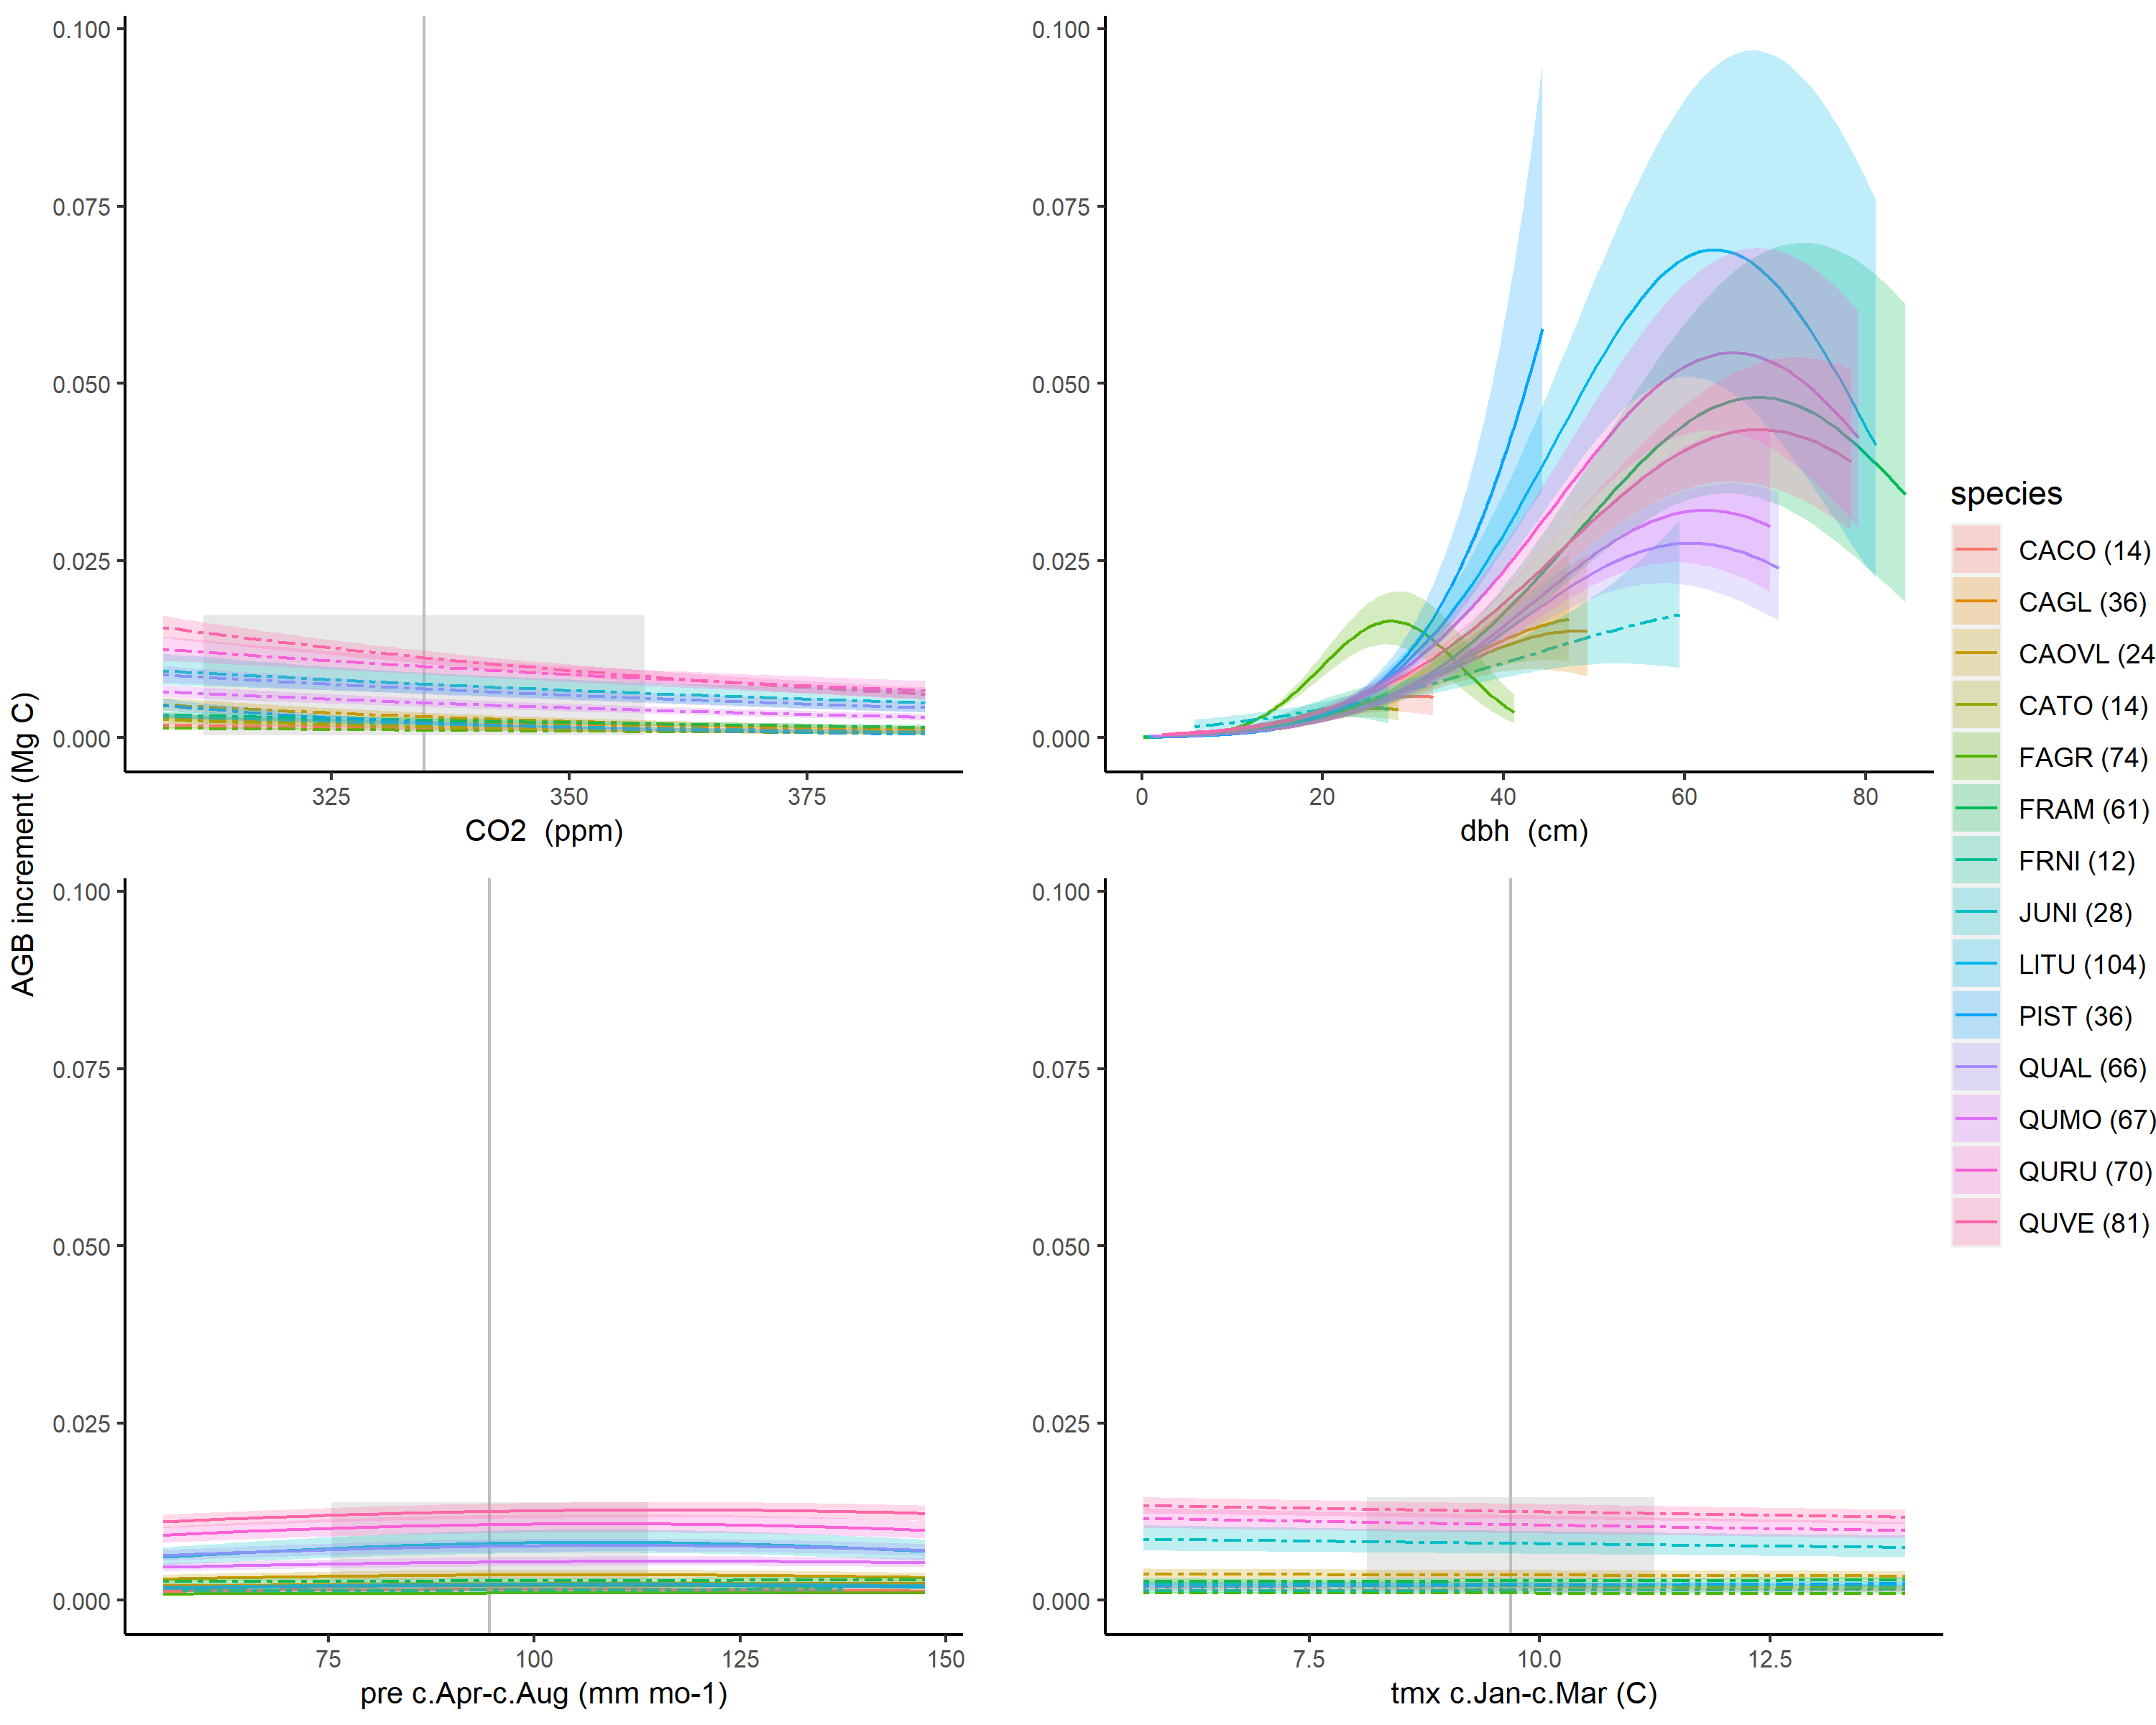 0.100
0.075
0.050
0.025
0.000
325
350
375
CO2 (ppm)
0.100
0.075
0.050
0.025
0.000
0
20
40
60
80
dbh (cm)
AGB increment (Mg C)
0.100
0.075
0.050
0.025
0.000
75
100
125
150
pre c.Apr-c.Aug (mm mo-1)
0.100
0.075
0.050
0.025
0.000
7.5
10.0
12.5
tmx c.Jan-c.Mar (C)
species
CACO (14)
CAGL (36)
CAOVL (24
CATO (14)
FAGR (74)
FRAM (61)
FRNI (12)
JUNI (28)
LITU (104)
PIST (36)
QUAL (66)
QUMO (67)
QURU (70)
QUVE (81)